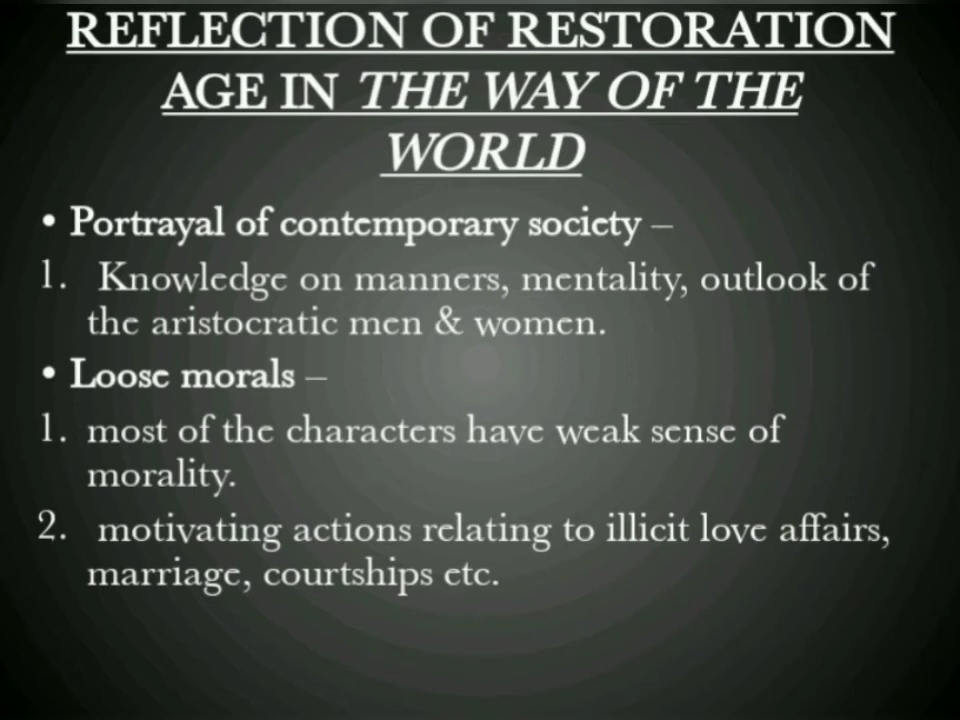 REFLECTION OF RESTORATION
AGE IN THE WAY OF THE
WORLD
• Portrayal of contemporary society –
1. Knowledge on manners, mentality, outlook of
the aristocratic men & women.
• Loose morals –
1. most of the characters have weak sense of
morality.
2. motivating actions relating to illicit love affairs,
marriage, courtships etc.